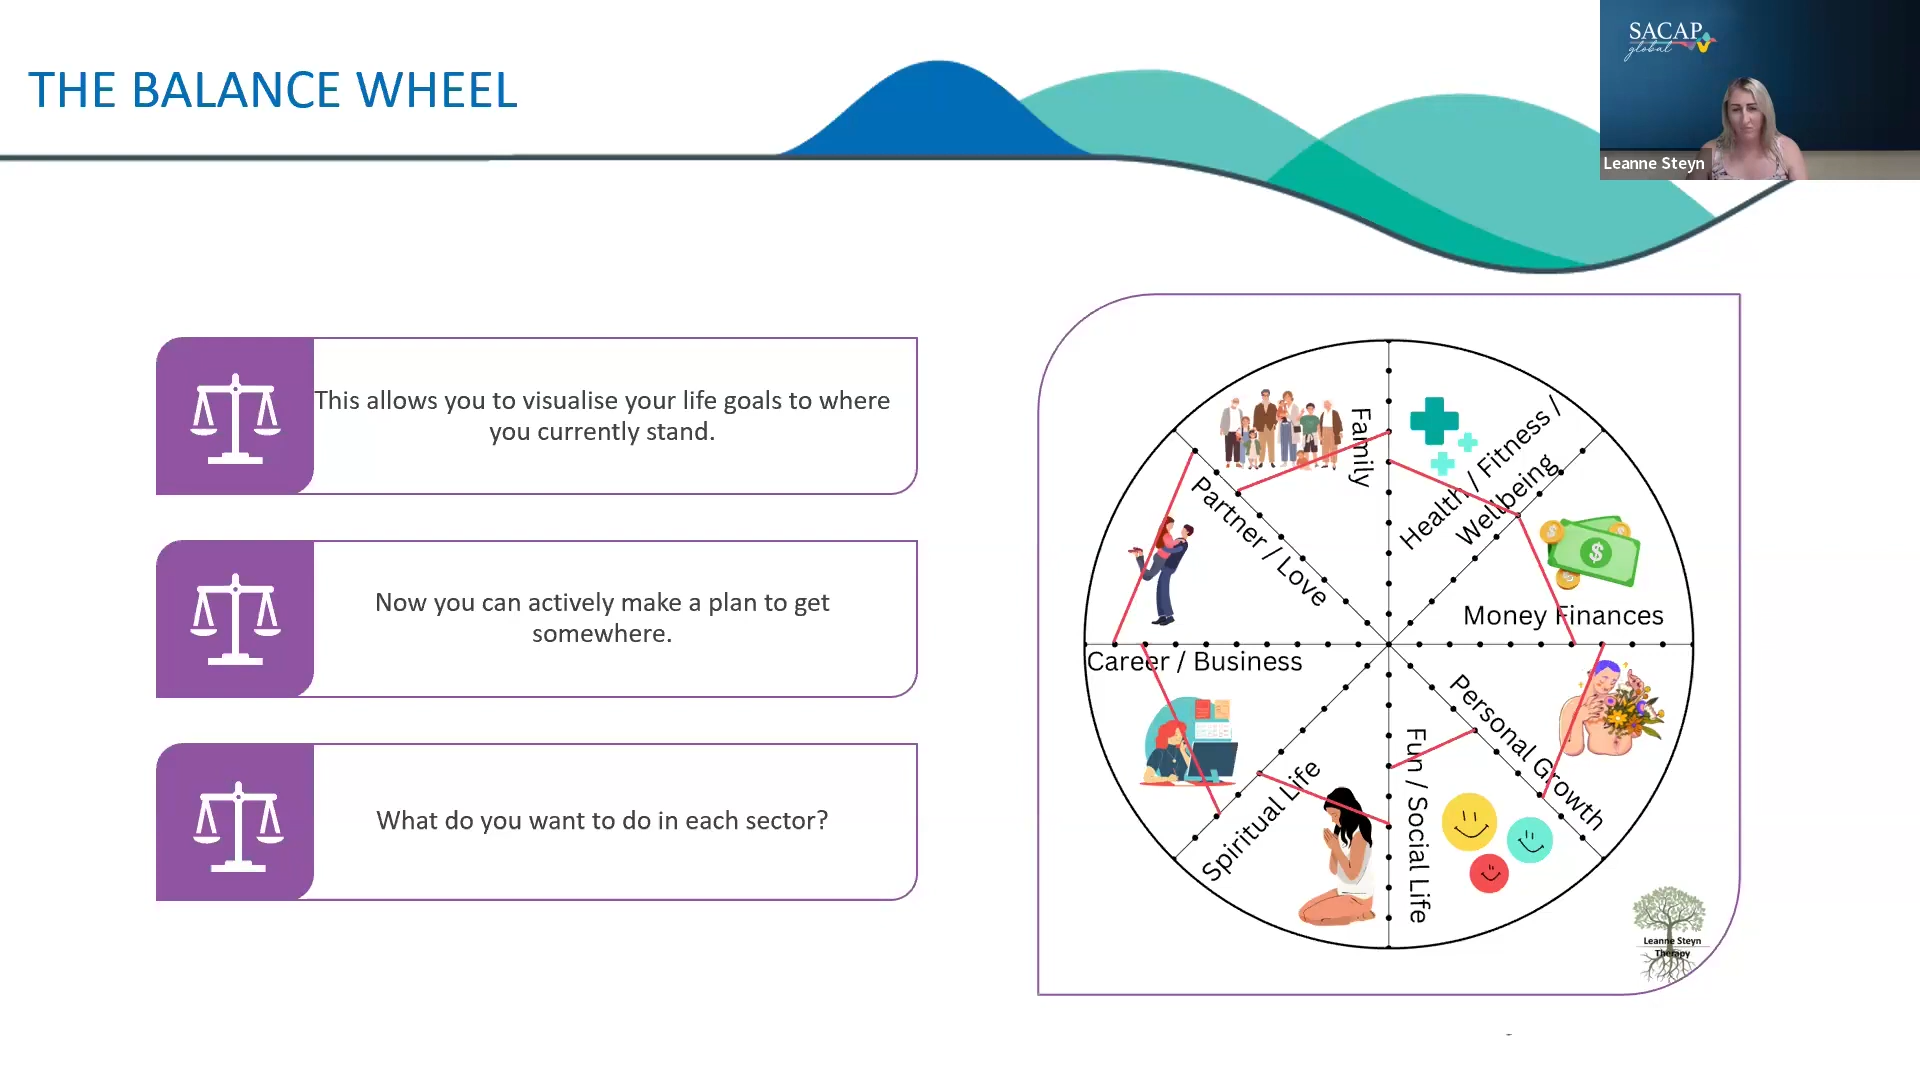 THE BALANCE WHEEL
SACAP
global
Leanne Steyn
This allows you to visualise your life goals to where
you currently stand.
Now you can actively make a plan to get
somewhere.
What do you want to do in each sector?
Family
Health / Fitness /
Wellbeing
Partner / Love
$
Money Finances
Career / Business
Personal Growth
Spiritual Life
Fun / Social Life
Leanne Steyn
Therapy